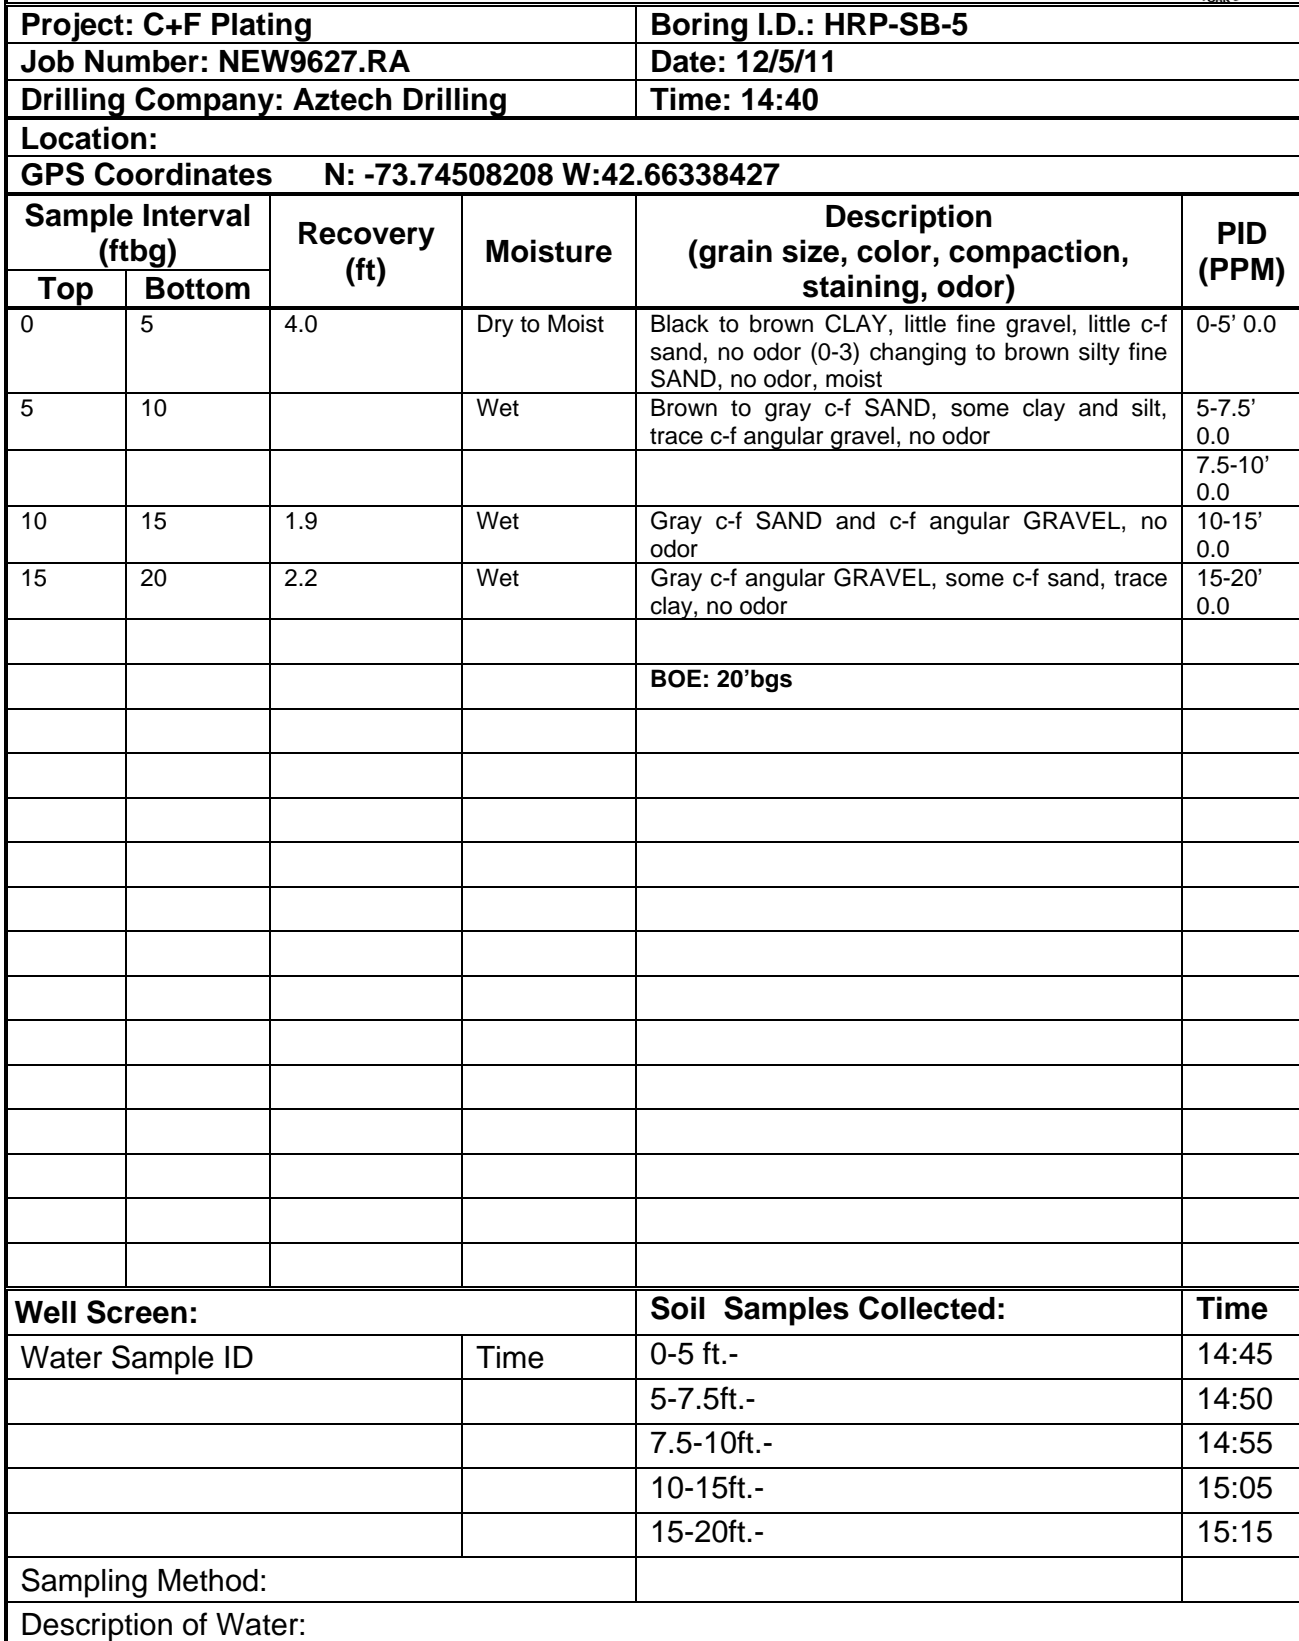 Project: C+F Plating Boring I.D.: HRP-SB-5
Job Number: NEW9627.RA Date: 12/5/11
Drilling Company: Aztech Drilling Time: 14:40
Location:
GPS Coordinates N: -73.74508208 W:42.66338427
Sample Interval (ftbg)
Top Bottom
Recovery (ft)
Moisture
Description
(grain size, color, compaction,
staining, odor)
PID
(PPM)
0 5 4.0 Dry to Moist Black to brown CLAY, little fine gravel, little c-f 0-5’ 0.0
sand, no odor (0-3) changing to brown silty fine
SAND, no odor, moist
5 10 Wet Brown to gray c-f SAND, some clay and silt, 5-7.5’
trace c-f angular gravel, no odor 0.0
7.5-10’
0.0
10 15 1.9 Wet Gray c-f SAND and c-f angular GRAVEL, no 10-15’
odor 0.0
15 20 2.2 Wet Gray c-f angular GRAVEL, some c-f sand, trace 15-20’
clay, no odor 0.0
BOE: 20’bgs
Well Screen: Soil Samples Collected: Time
Water Sample ID Time 0-5 ft.- 14:45
5-7.5ft.- 14:50
7.5-10ft.- 14:55
10-15ft.- 15:05
15-20ft.- 15:15
Sampling Method:
Description of Water: